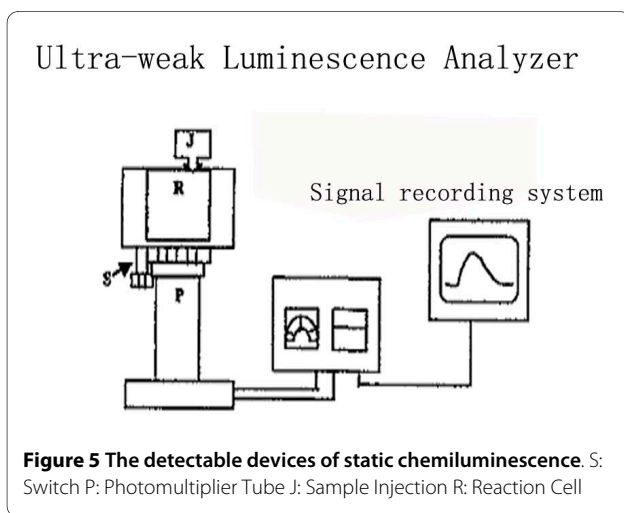 Ultra-weak Luminescence Analyzer
J
R
Signal recording system
S
P
Figure 5 The detectable devices of static chemiluminescence. S:
Switch P: Photomultiplier Tube J: Sample Injection R: Reaction Cell